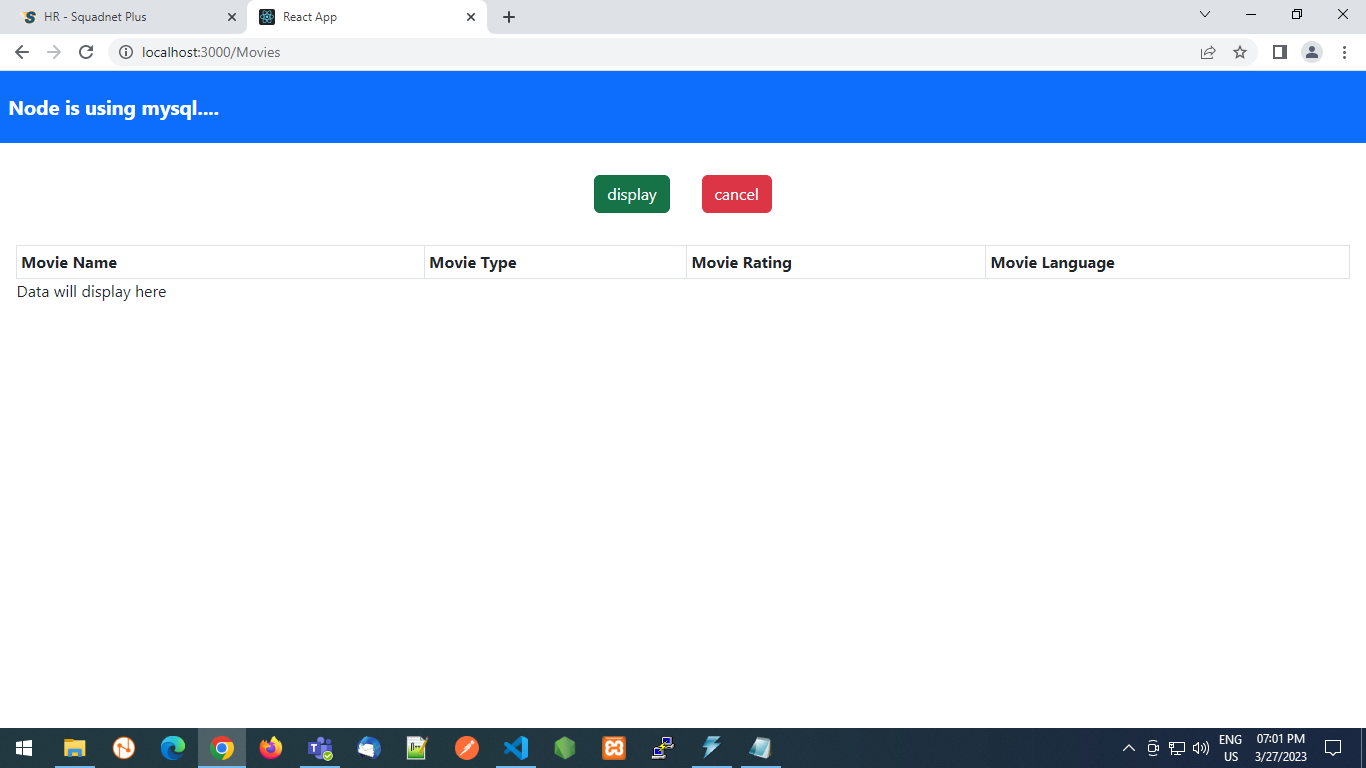 HR - Squadnet Plus
React App
localhost:3000/Movies
Node is using mysql....
display cancel
Movie Name Movie Type Movie Rating Movie Language
Data will display here
ENG 07:01 PM
US 3/27/2023